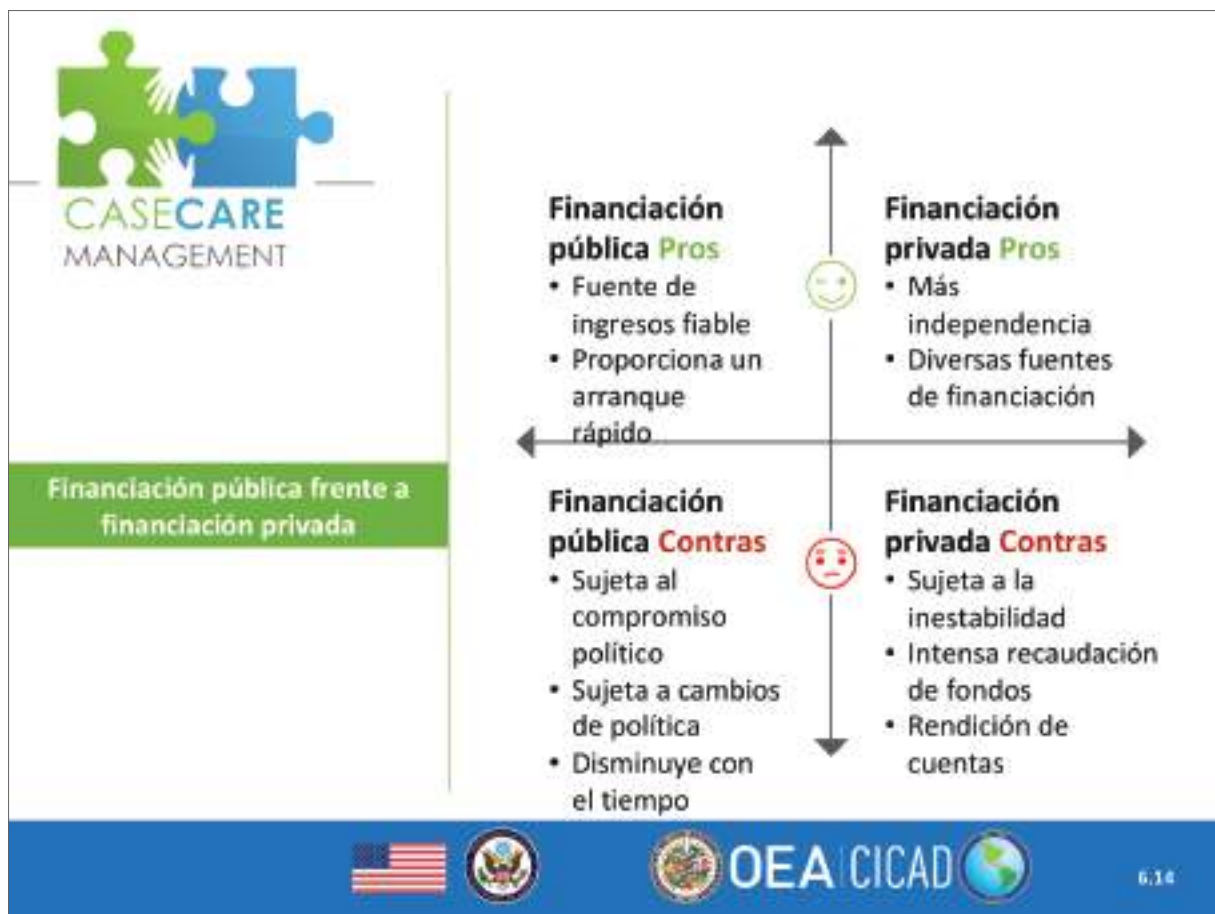 CASECARE
MANAGEMENT
Financiación pública frente a
financiación privada
Financiación
pública Pros
• Fuente de
ingresos fiable
• Proporciona un
arranque
rápido
Financiación
privada Pros
• Más
independencia
• Diversas fuentes
de financiación
Financiación
pública Contras
• Sujeta al
compromiso
político
• Sujeta a cambios
de política
• Disminuye con
el tiempo
Financiación
privada Contras
• Sujeta a la
inestabilidad
• Intensa recaudación
de fondos
• Rendición de
cuentas
OEA CICAD
6.14